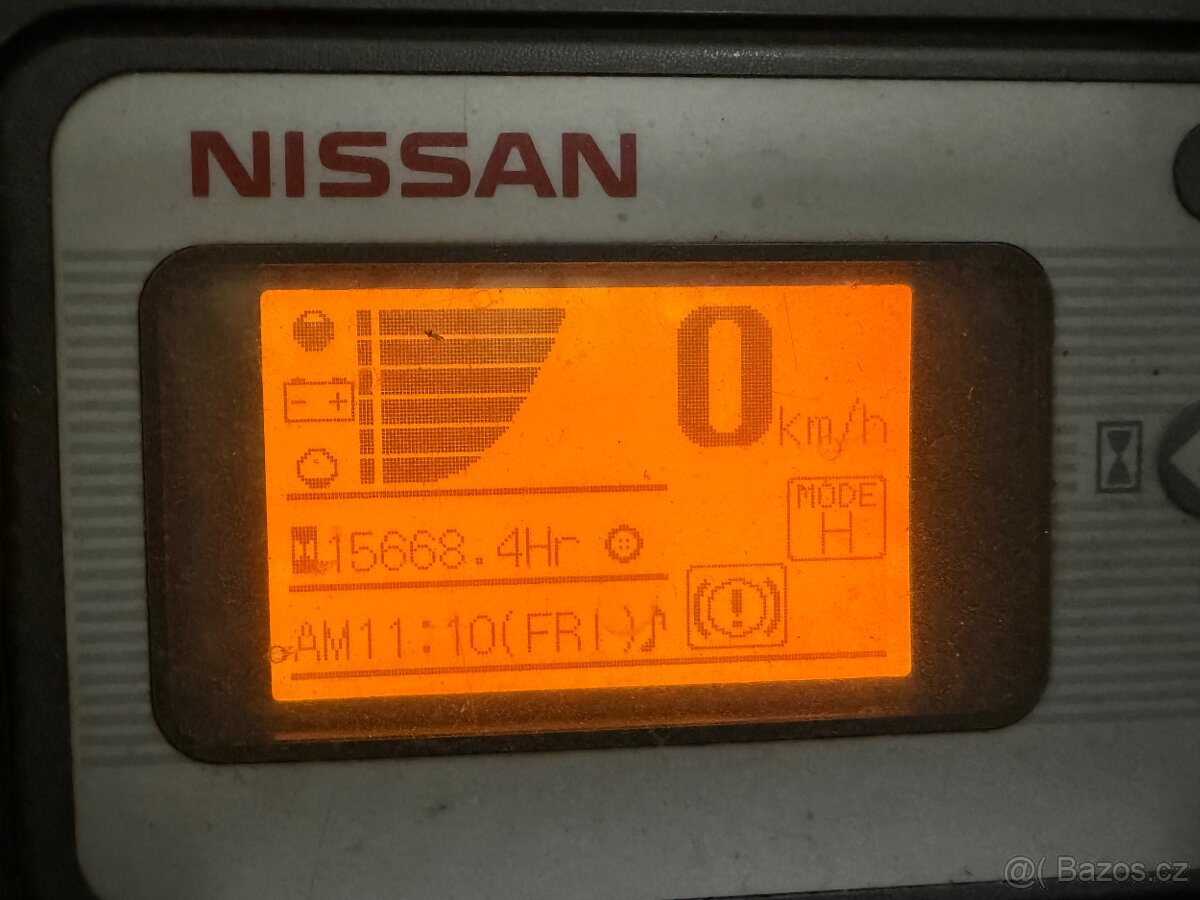 NISSAN
0 km/h
MODE
H
15668.4Hr
AM11:10(FRI)
@( Bazos.cz